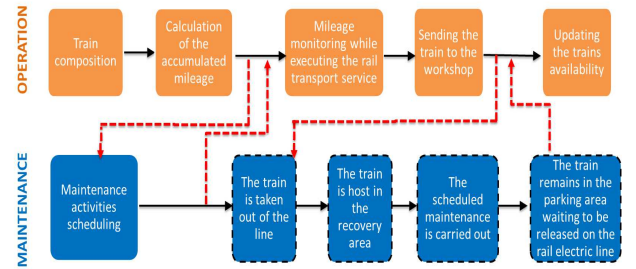 OPERATION
Train
composition
Calculation
of the
accumulated
mileage
Mileage
monitoring while
executing the rail
transport service
Sending the
train to the
workshop
Updating
the trains
availability
MAINTENANCE
Maintenance
activities
scheduling
The train
is taken
out of the
line
The train
is host in
the
recovery
area
The
scheduled
maintenance
is carried out
The train
remains in the
parking area
waiting to be
released on the
rail electric line